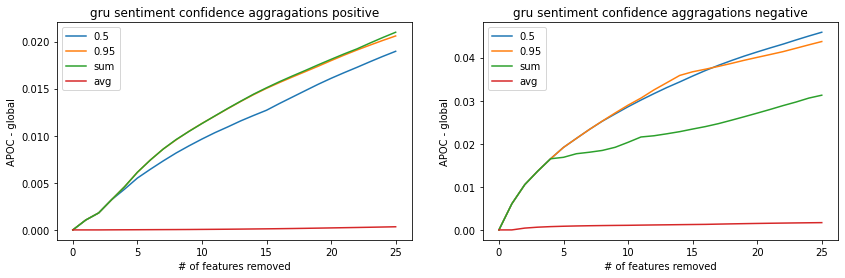 gru sentiment confidence aggragations positive
APOC - global
0.020
0.015
0.010
0.005
0.000
0.5
0.95
sum
avg
0 5 10 15 20 25
# of features removed
gru sentiment confidence aggragations negative
APOC - global
0.04
0.03
0.02
0.01
0.00
0.5
0.95
sum
avg
0 5 10 15 20 25
# of features removed